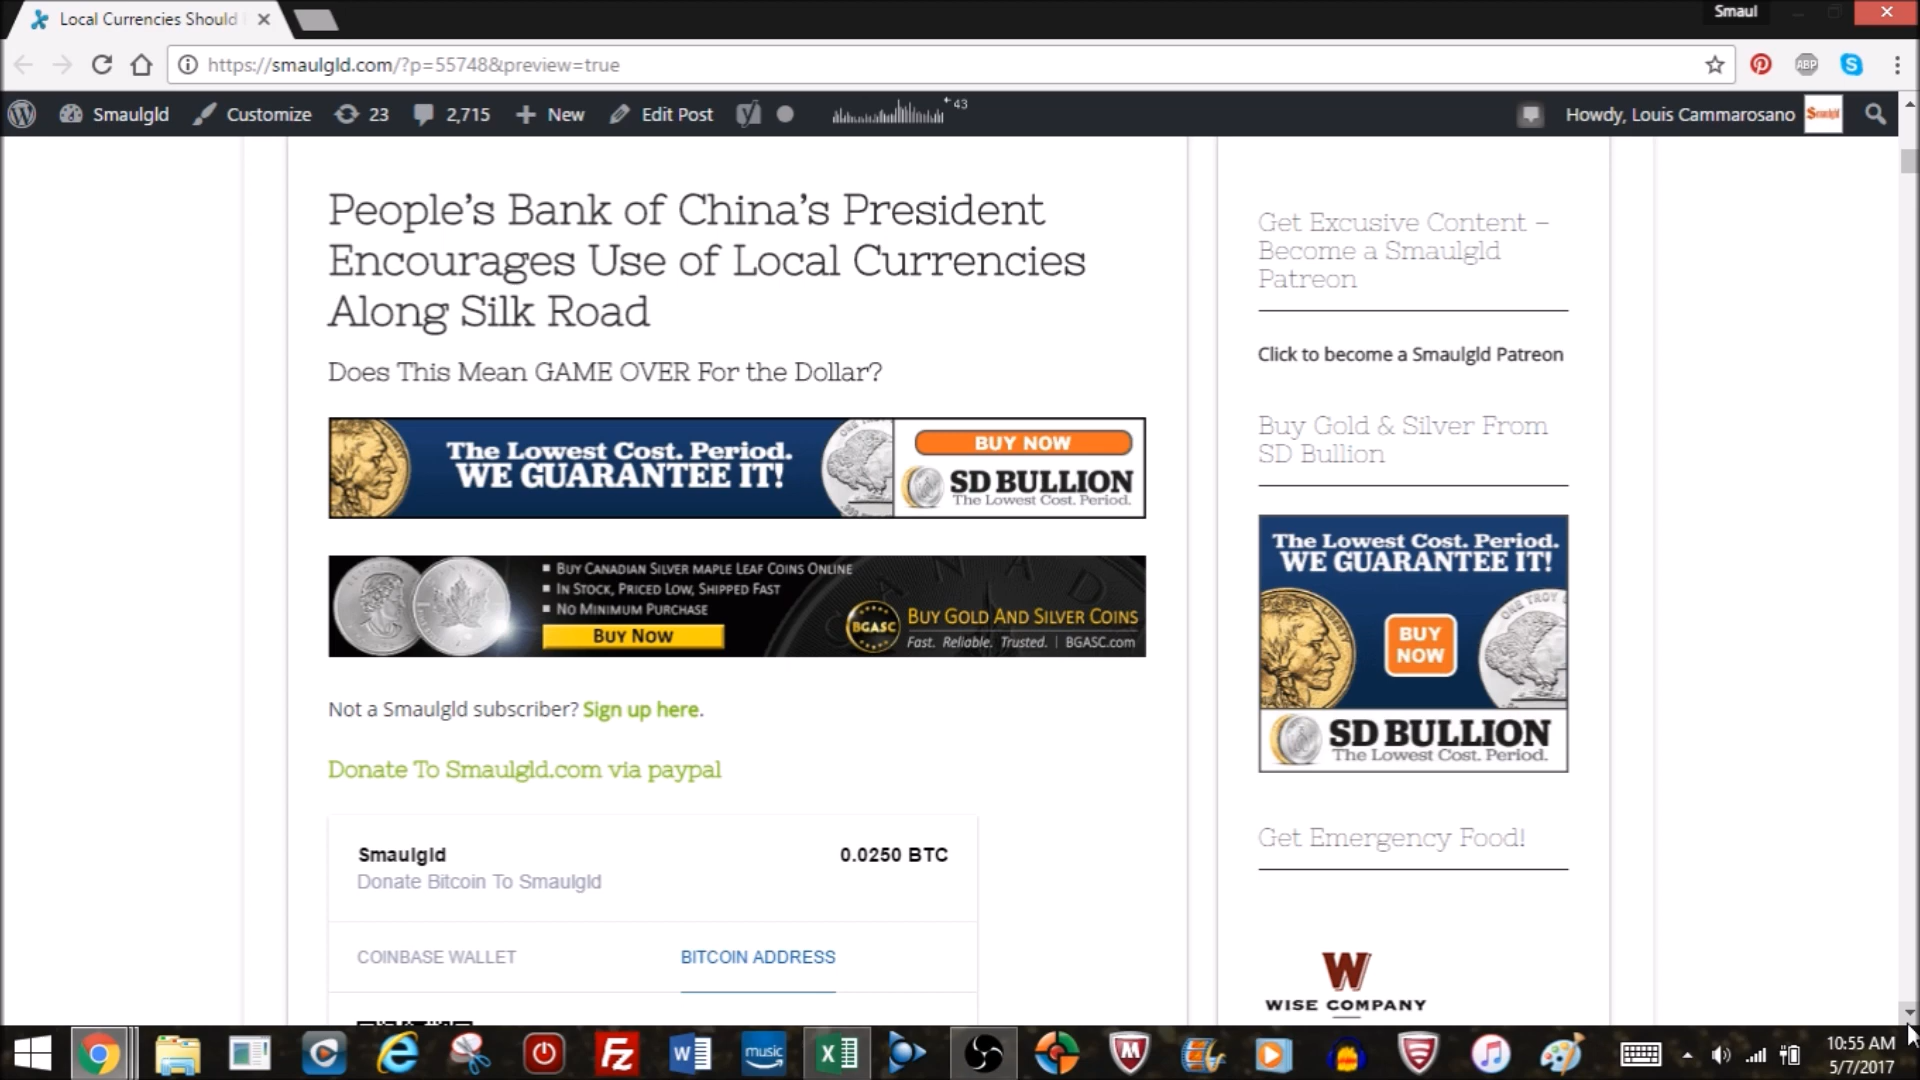 Local Currencies Should
Smaul
https://smaulgld.com/?p=55748&preview=true
ABP
Smaulgld
Customize
23
2,715
New
Edit Post
43
Howdy, Louis Cammarosano
People's Bank of China's President
Encourages Use of Local Currencies
Along Silk Road
Does This Mean GAME OVER For the Dollar?
The Lowest Cost. Period.
WE GUARANTEE IT!
BUY NOW
SD BULLION
The Lowest Cost. Period.
BUY CANADIAN SILVER MAPLE LEAF COINS ONLINE
IN STOCK, PRICED LOW, SHIPPED FAST
NO MINIMUM PURCHASE
BUY NOW
CANAD
BGASC
BUY GOLD AND SILVER COINS
Fast. Reliable. Trusted. | BGASC.com
Not a Smaulgld subscriber? Sign up here.
Donate To Smaulgld.com via paypal
Smaulgld
0.0250 BTC
Donate Bitcoin To Smaulgld
COINBASE WALLET
BITCOIN ADDRESS
Get Excusive Content –
Become a Smaulgld
Patreon
Click to become a Smaulgld Patreon
Buy Gold & Silver From
SD Bullion
The Lowest Cost. Period.
WE GUARANTEE IT!
ONE TROY
BUY
NOW
SD BULLION
The Lowest Cost. Period.
Get Emergency Food!
W
WISE COMPANY
music
10:55 AM
5/7/2017